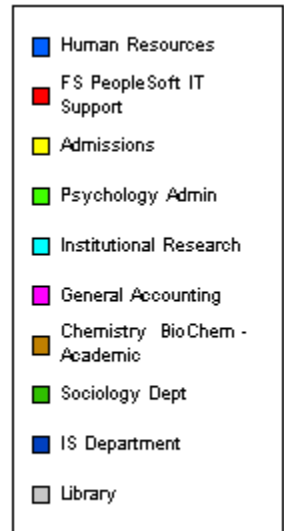 Human Resources
FS PeopleSoft IT
Support
Admissions
Psychology Admin
Institutional Research
General Accounting
Chemistry BioChem -
Academic
Sociology Dept
IS Department
Library